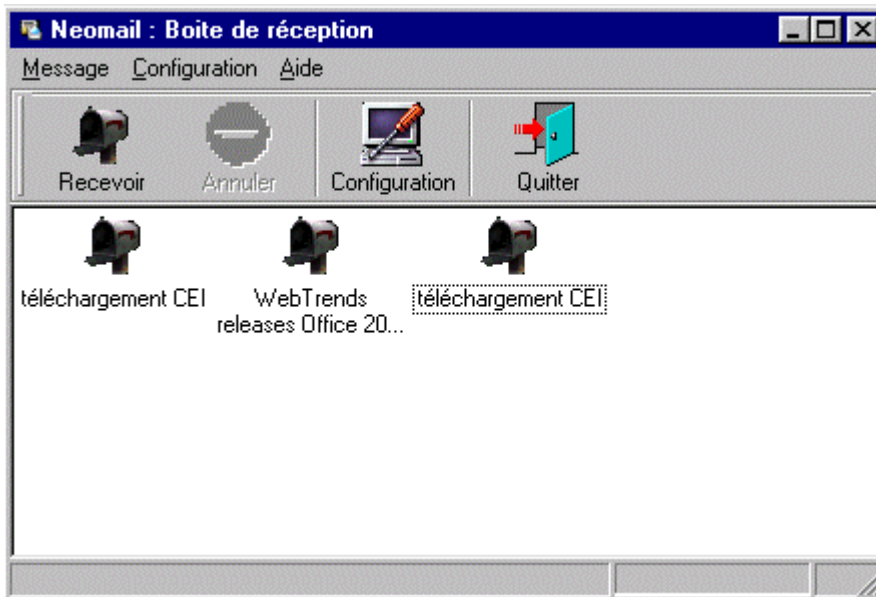 Neomail : Boite de réception
Message Configuration Aide
Recevoir Annuler Configuration Quitter
téléchargement CEI WebTrends téléchargement CEI
releases Office 20...